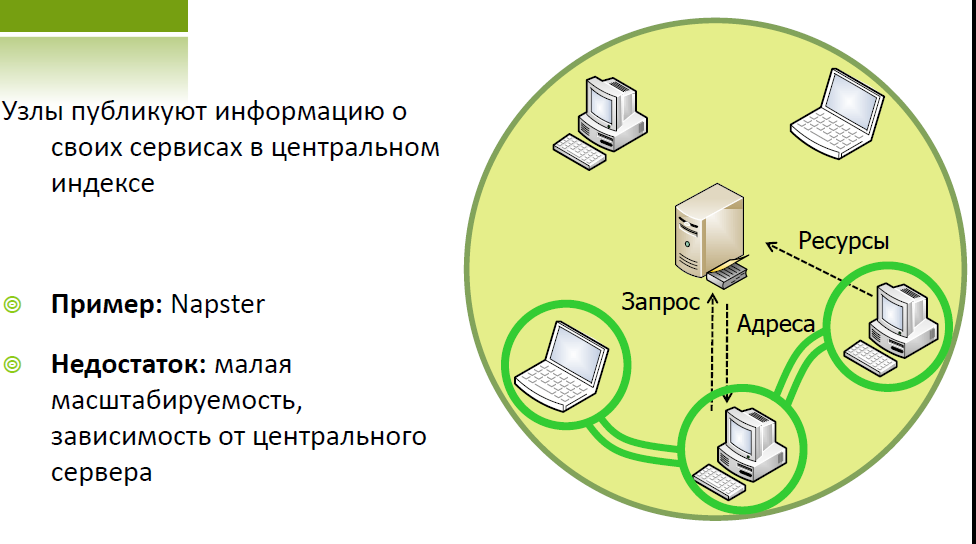 Узлы публикуют информацию о
своих сервисах в центральном
индексе
Пример: Napster
Недостаток: малая
масштабируемость,
зависимость от центрального
сервера
Ресурсы
Запрос
Адреса